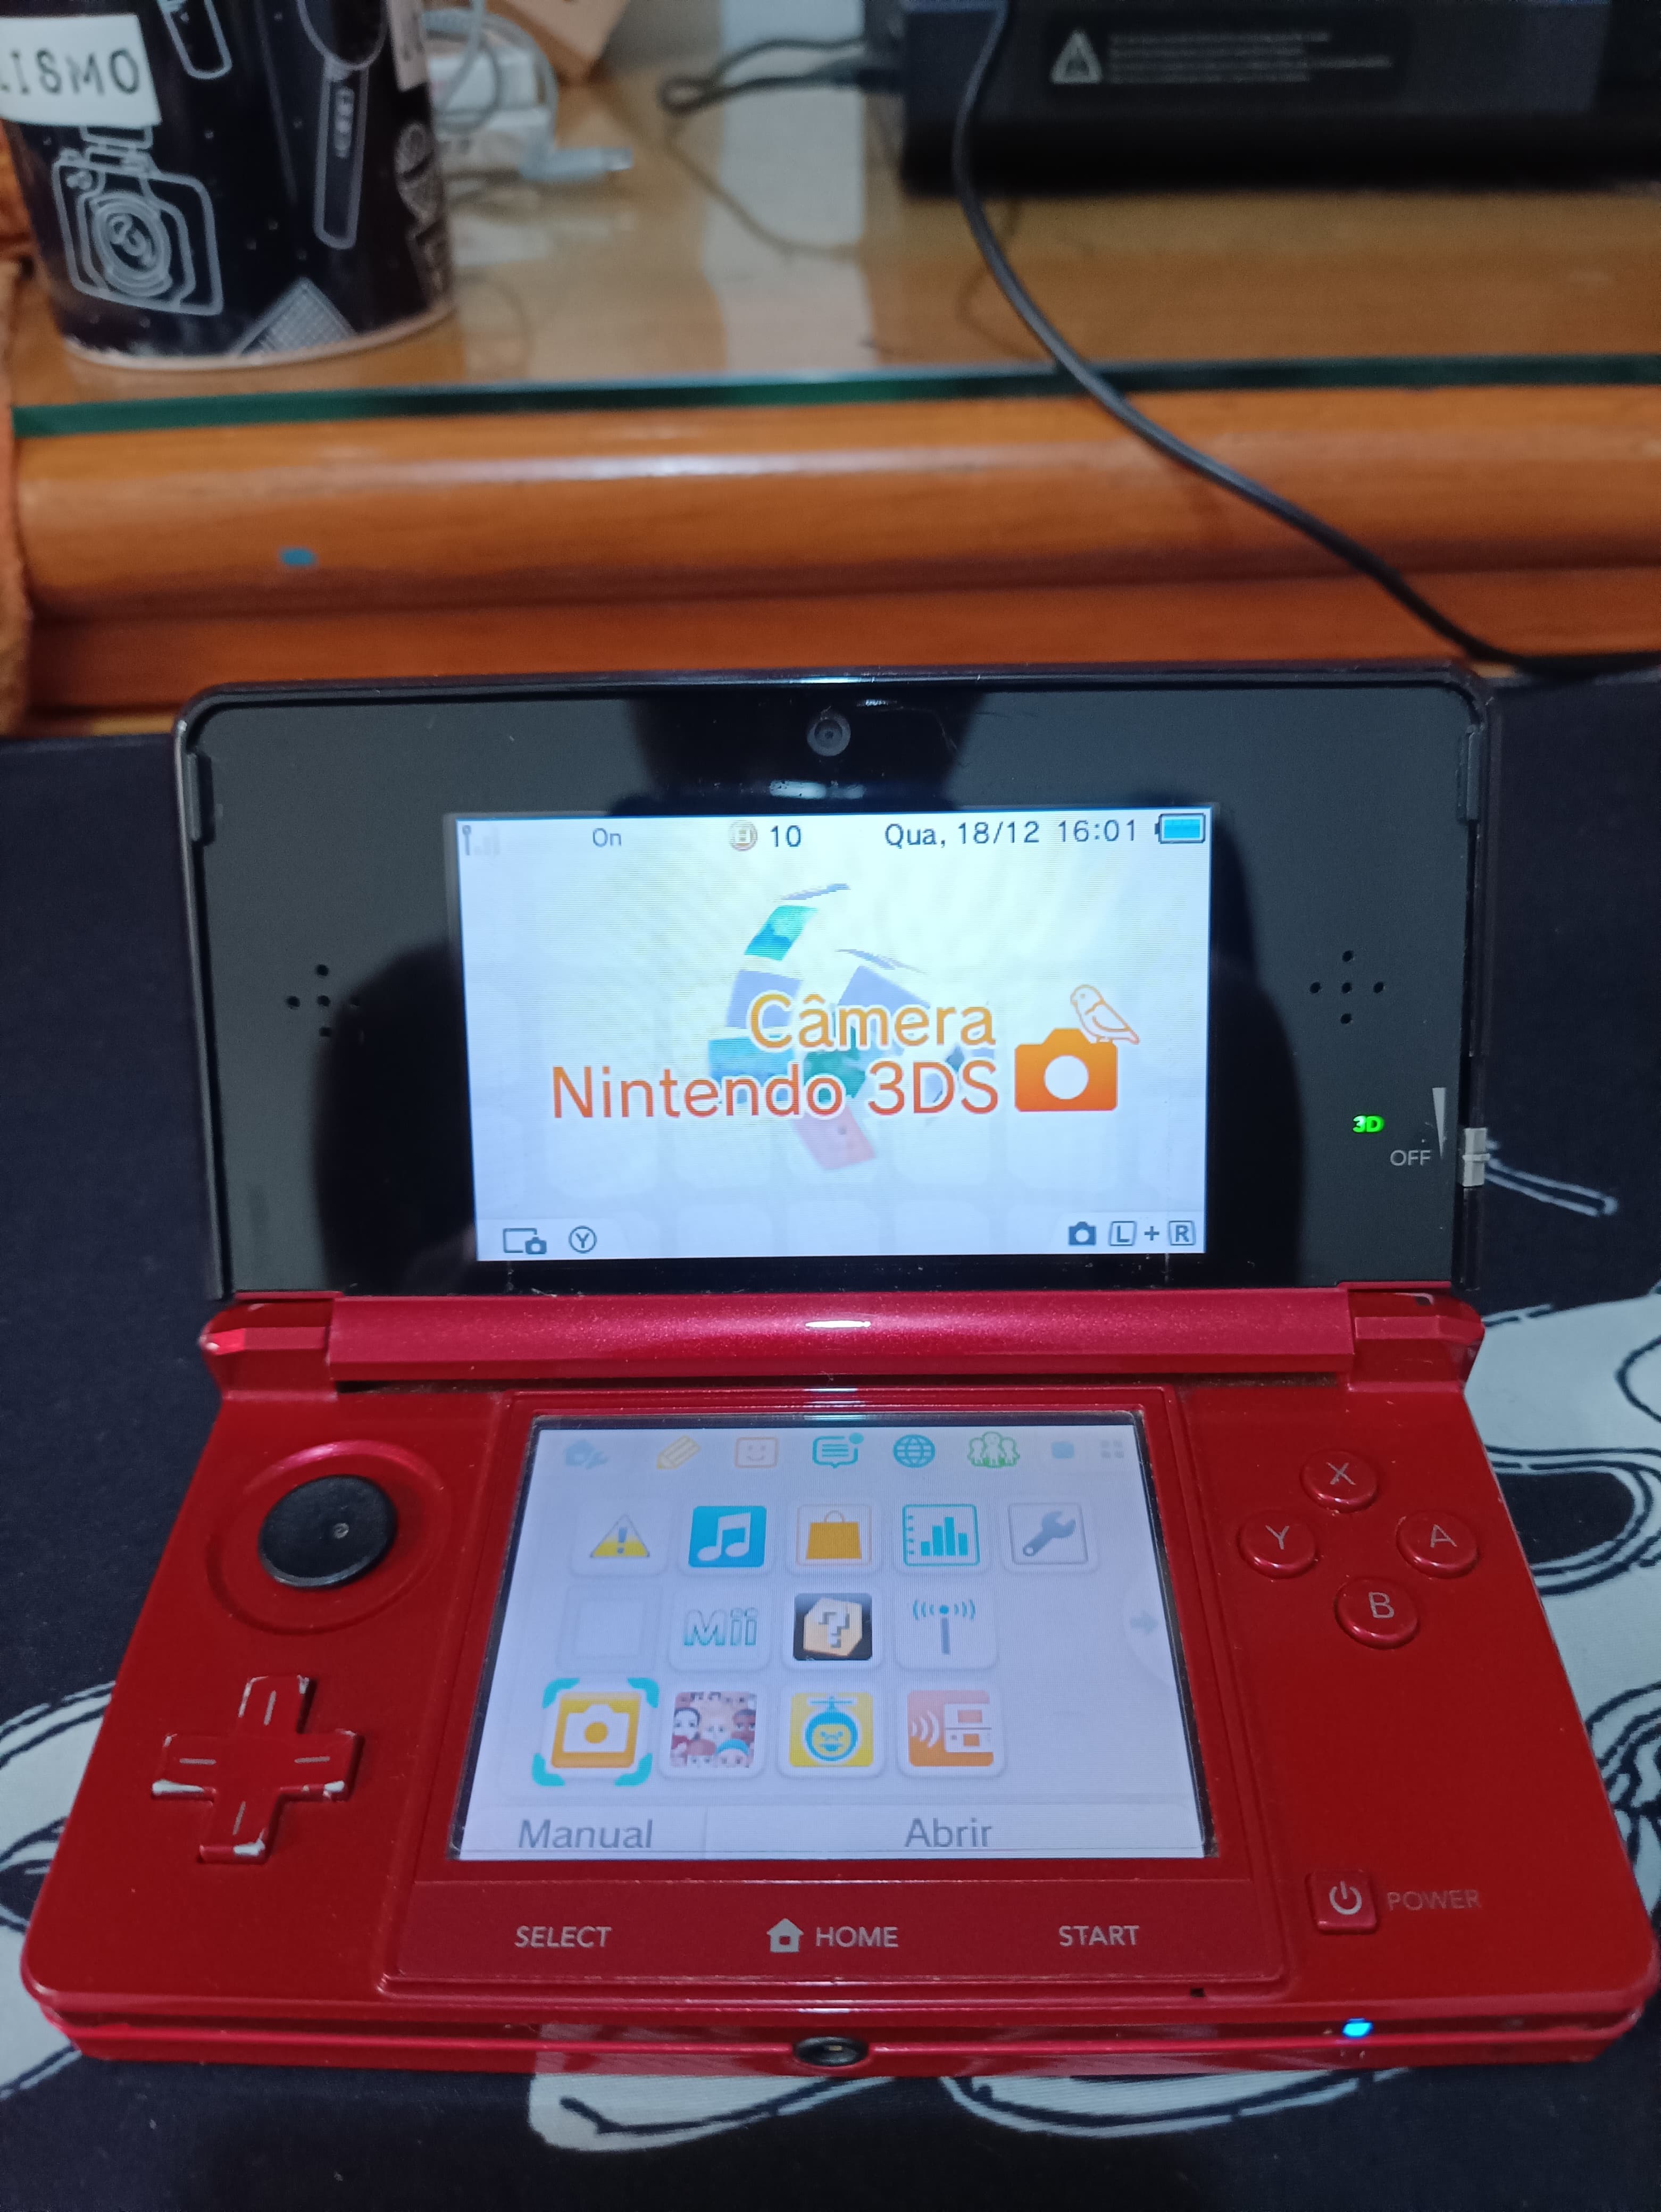 LISMO
On
10
Qua, 18/12 16:01
Câmera
Nintendo 3DS
3D
OFF
Y
L + R
X
Y
A
B
Mii
?
Manual
Abrir
SELECT
HOME
START
POWER